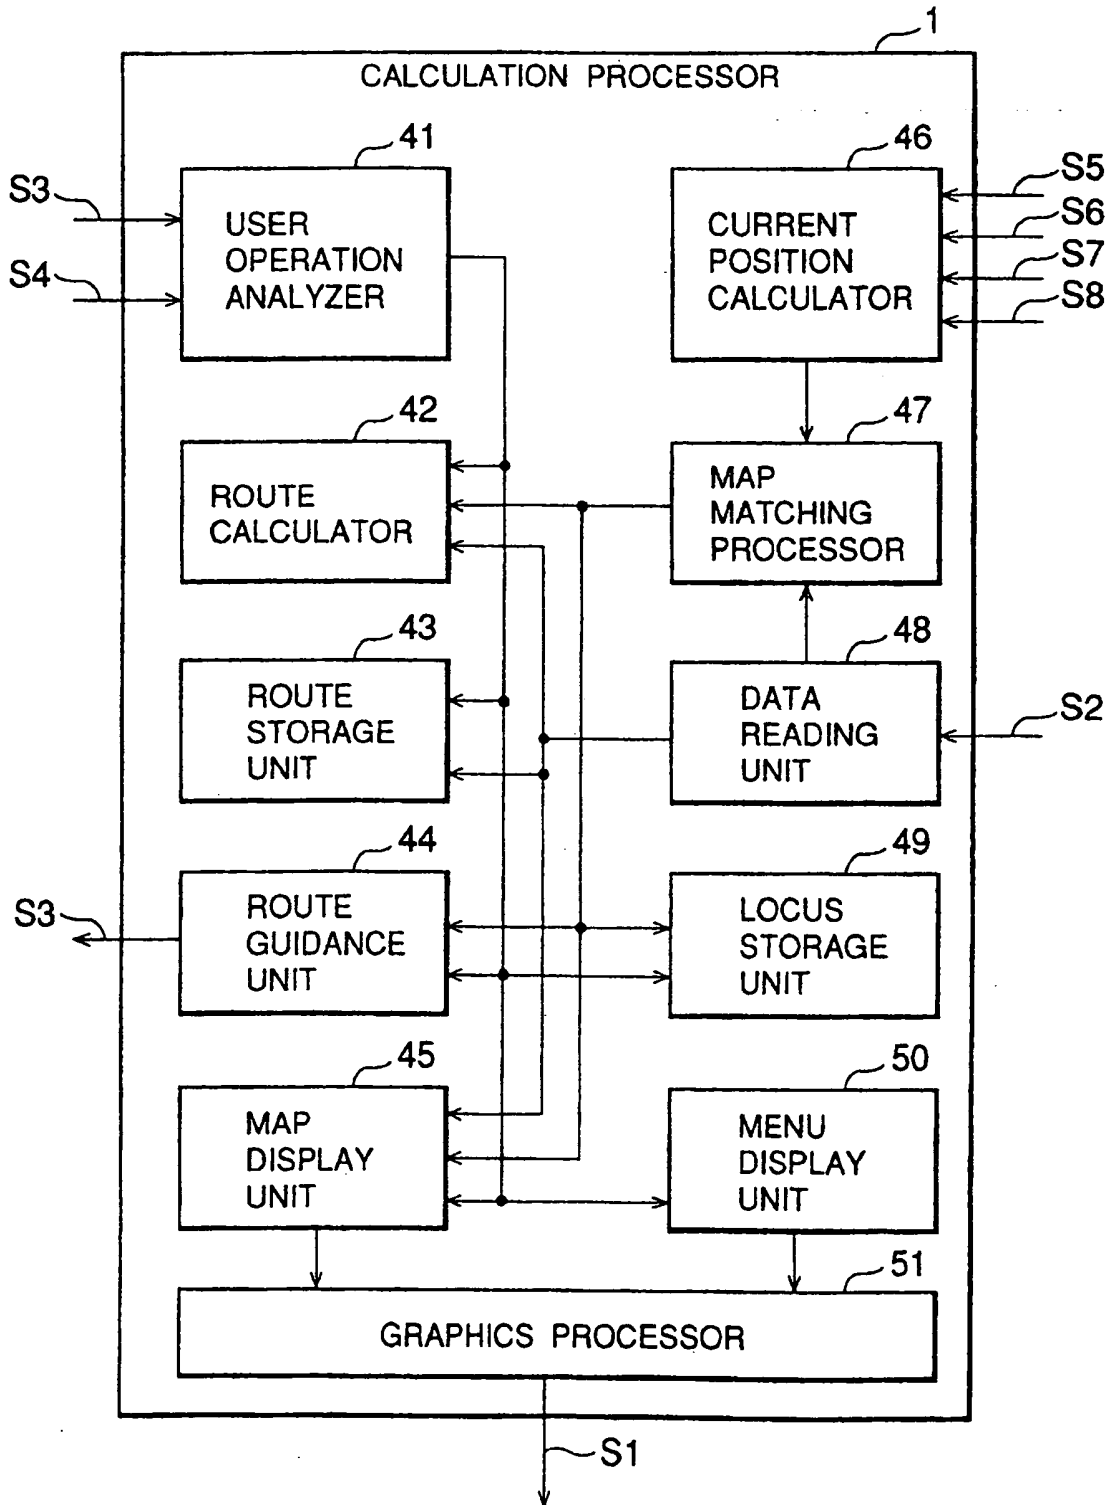 1
CALCULATION PROCESSOR
41
S3
S4
USER
OPERATION
ANALYZER
46
CURRENT
POSITION
CALCULATOR
S5
S6
S7
S8
42
ROUTE
CALCULATOR
47
MAP
MATCHING
PROCESSOR
43
ROUTE
STORAGE
UNIT
48
DATA
READING
UNIT
S2
44
S3
ROUTE
GUIDANCE
UNIT
49
LOCUS
STORAGE
UNIT
45
MAP
DISPLAY
UNIT
50
MENU
DISPLAY
UNIT
51
GRAPHICS PROCESSOR
S1